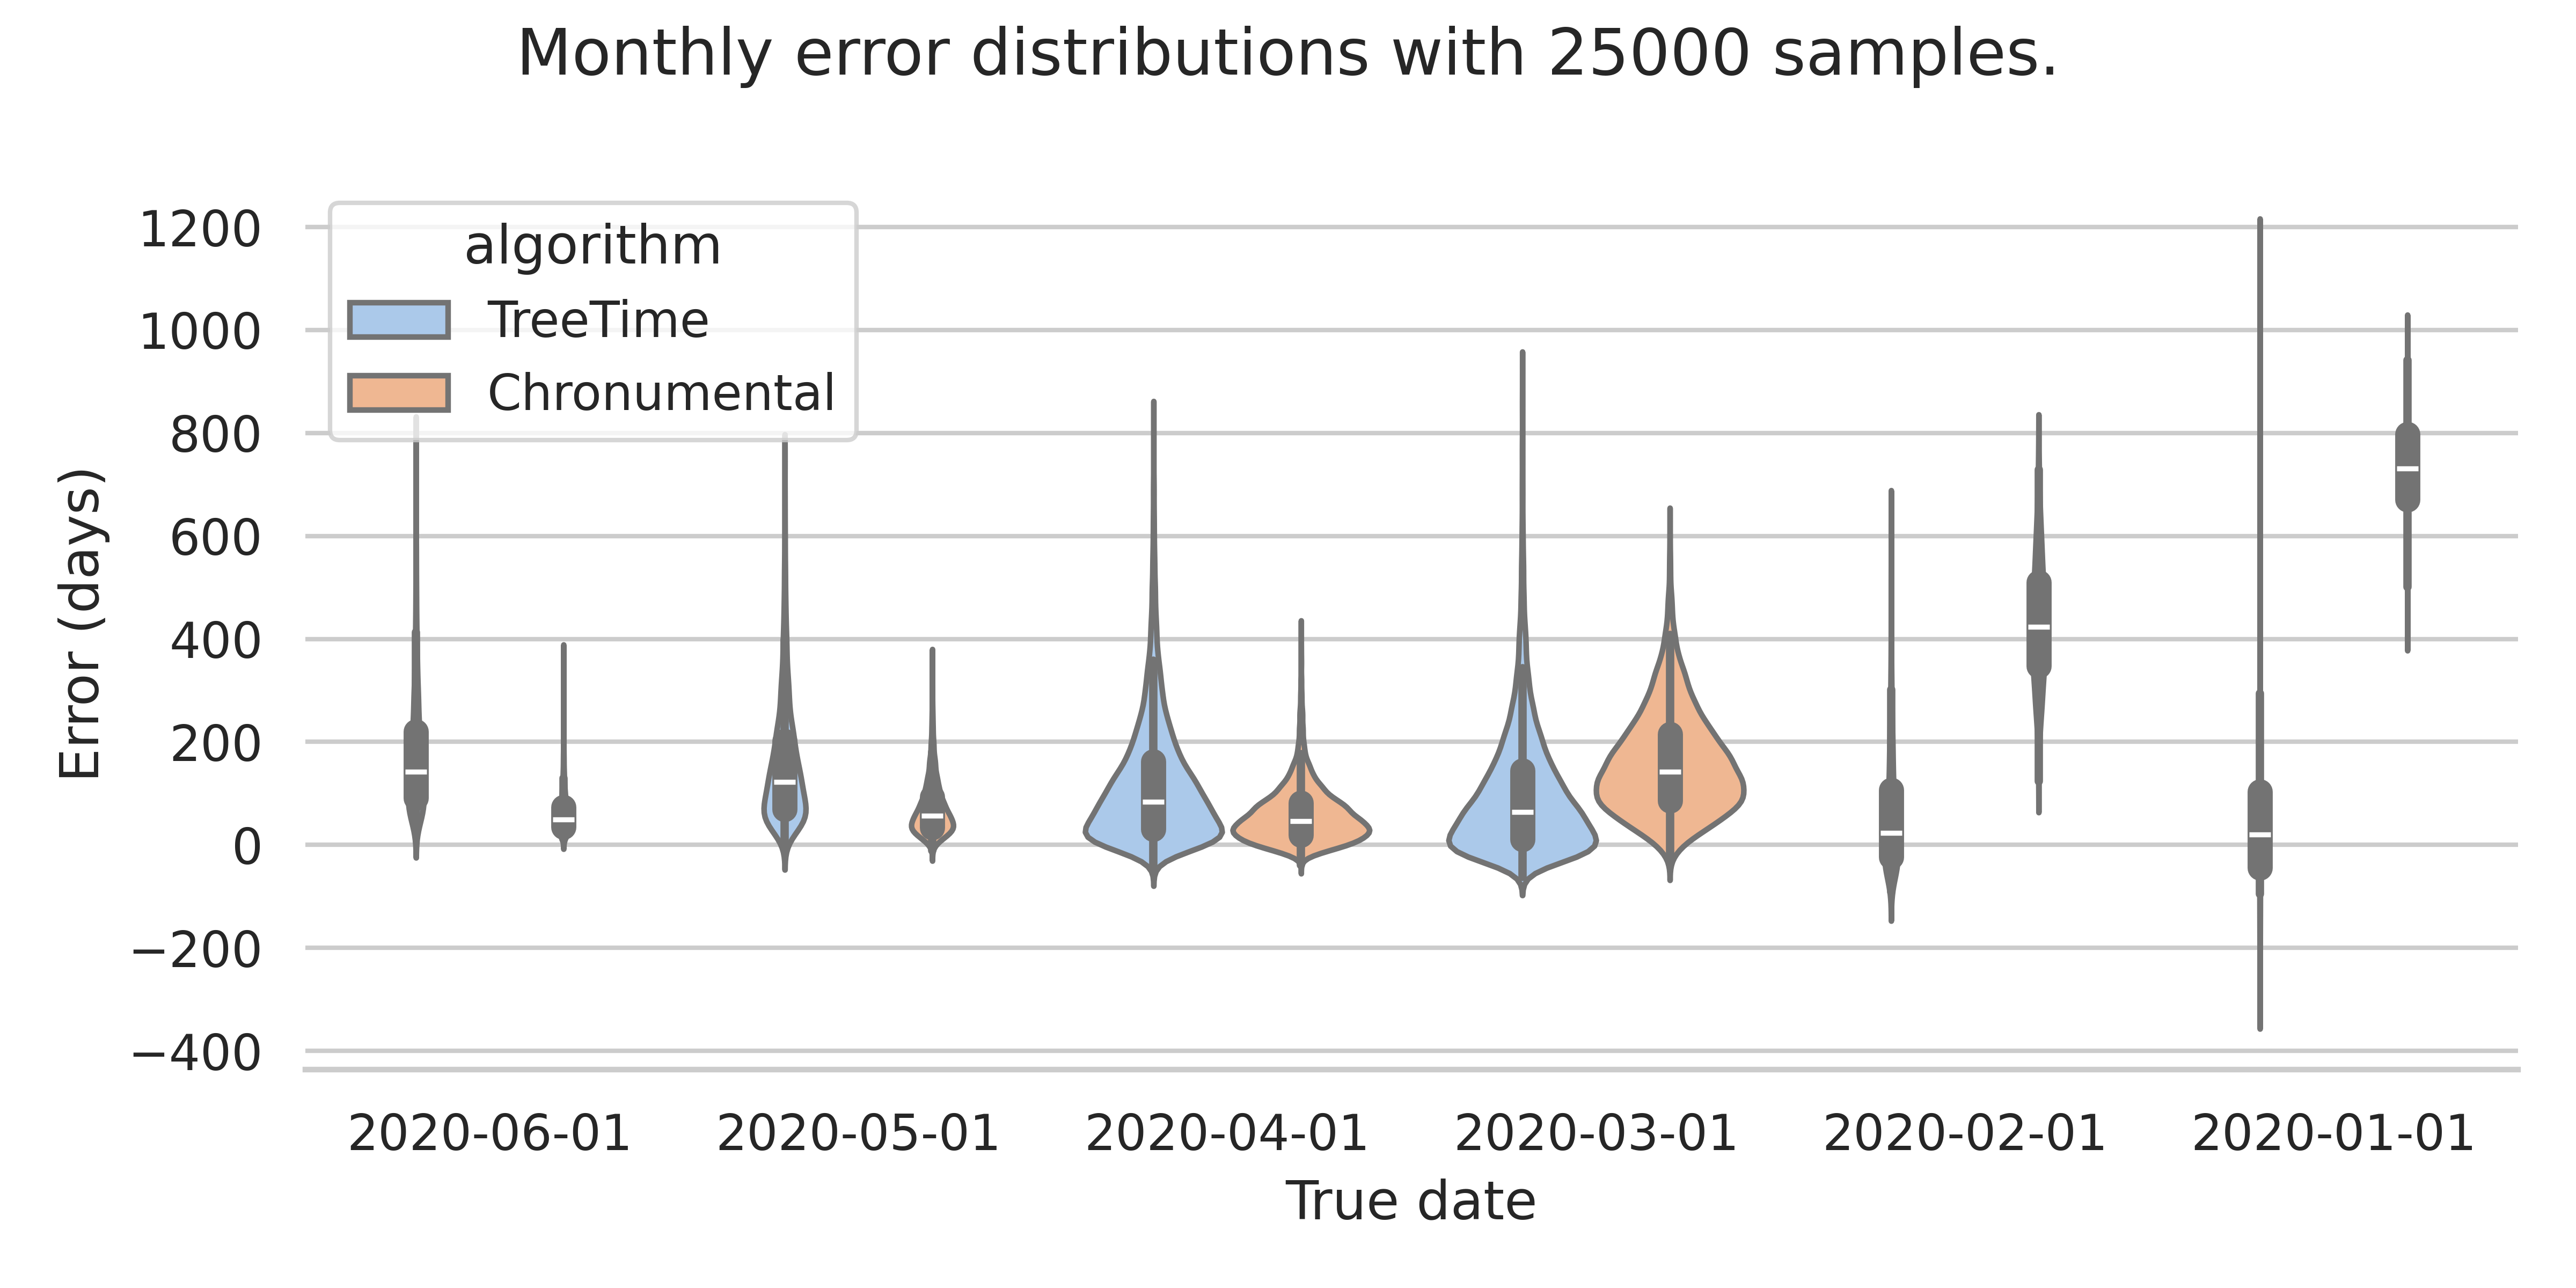 Monthly error distributions with 25000 samples.
algorithm
TreeTime
Chronumental
1200
1000
800
600
400
200
0
−200
−400
Error (days)
2020-06-01 2020-05-01 2020-04-01 2020-03-01 2020-02-01 2020-01-01
True date